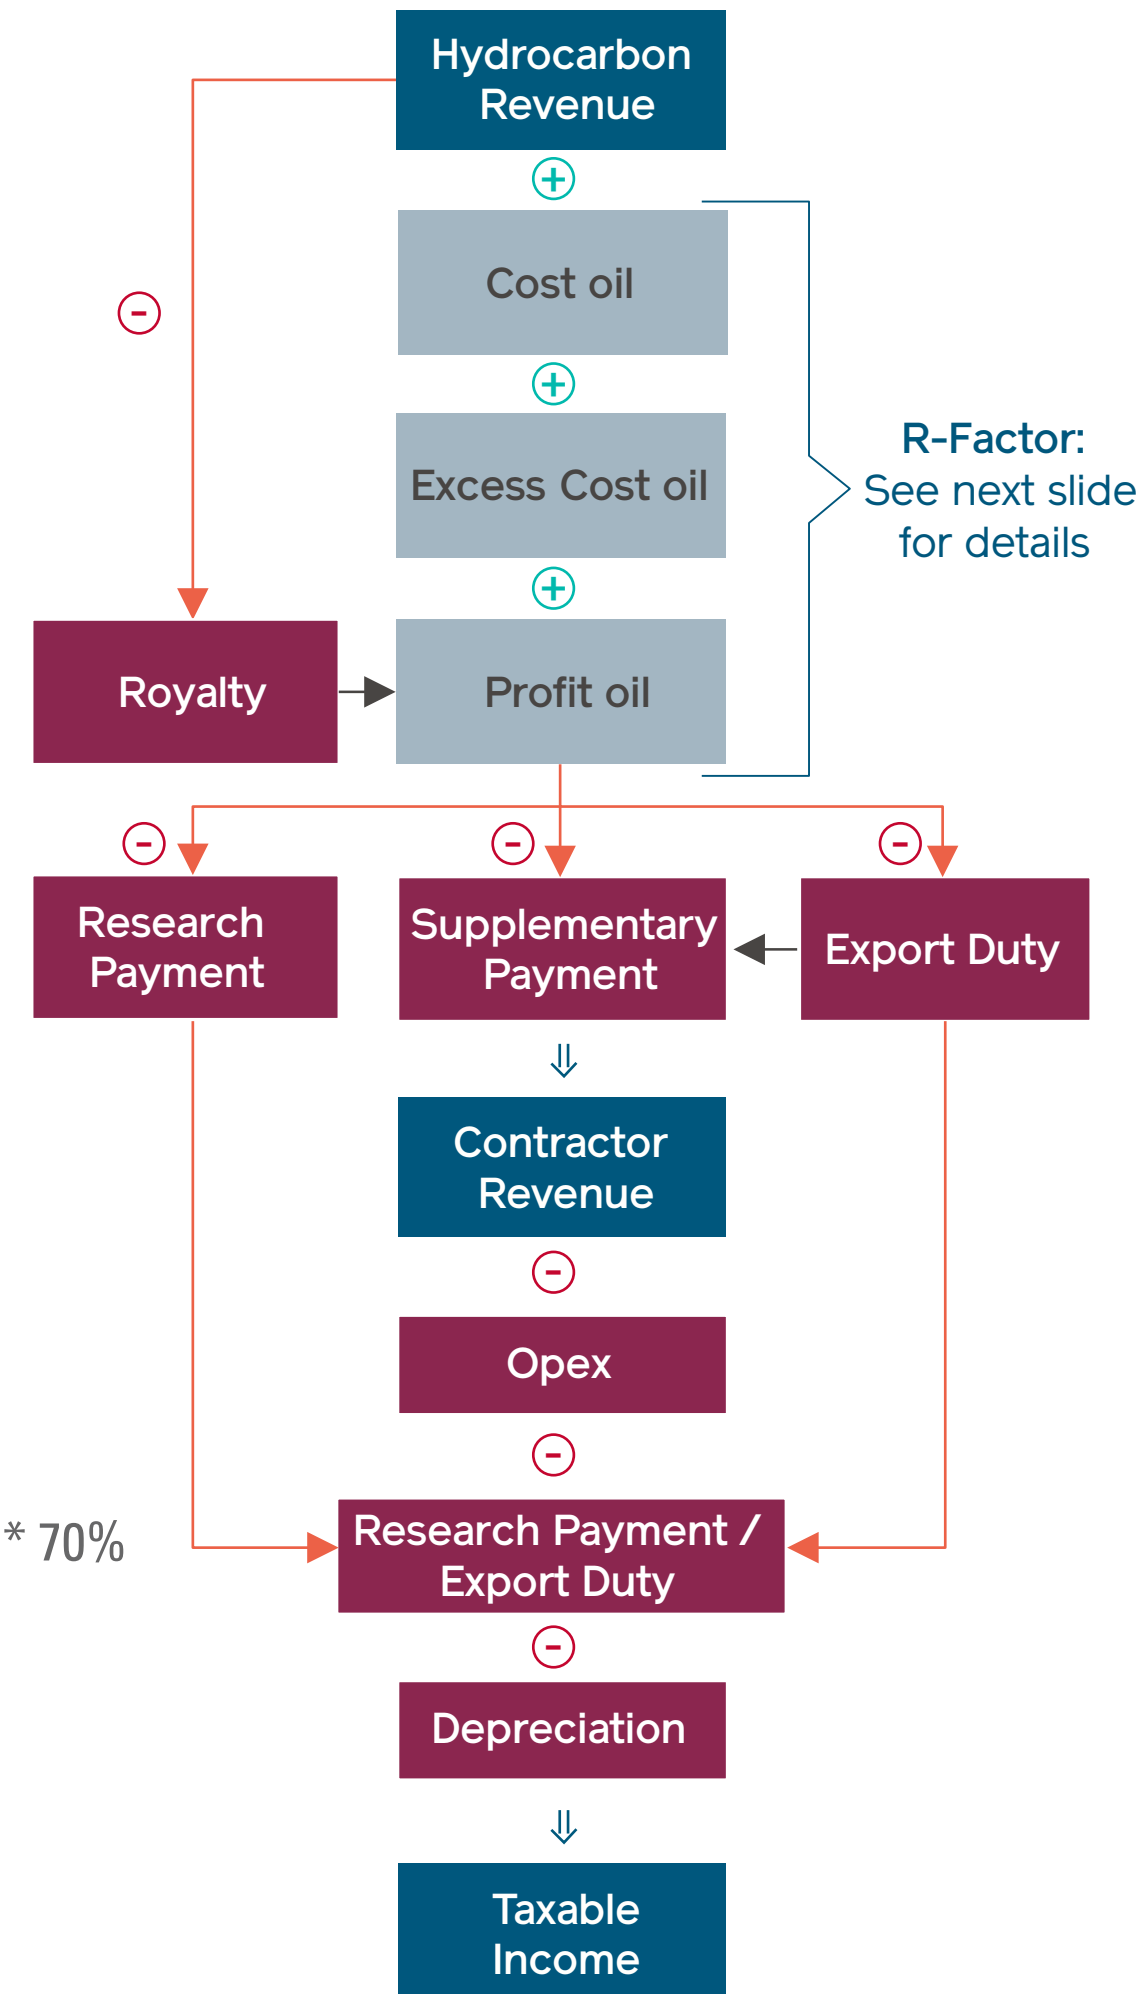 Hydrocarbon
Revenue
+
Cost oil
-
+
R-Factor:
See next slide
for details
Excess Cost oil
+
Royalty
Profit oil
-
-
-
Research
Payment
Supplementary
Payment
Export Duty
⇓
Contractor
Revenue
-
Opex
-
* 70%
Research Payment /
Export Duty
-
Depreciation
⇓
Taxable
Income